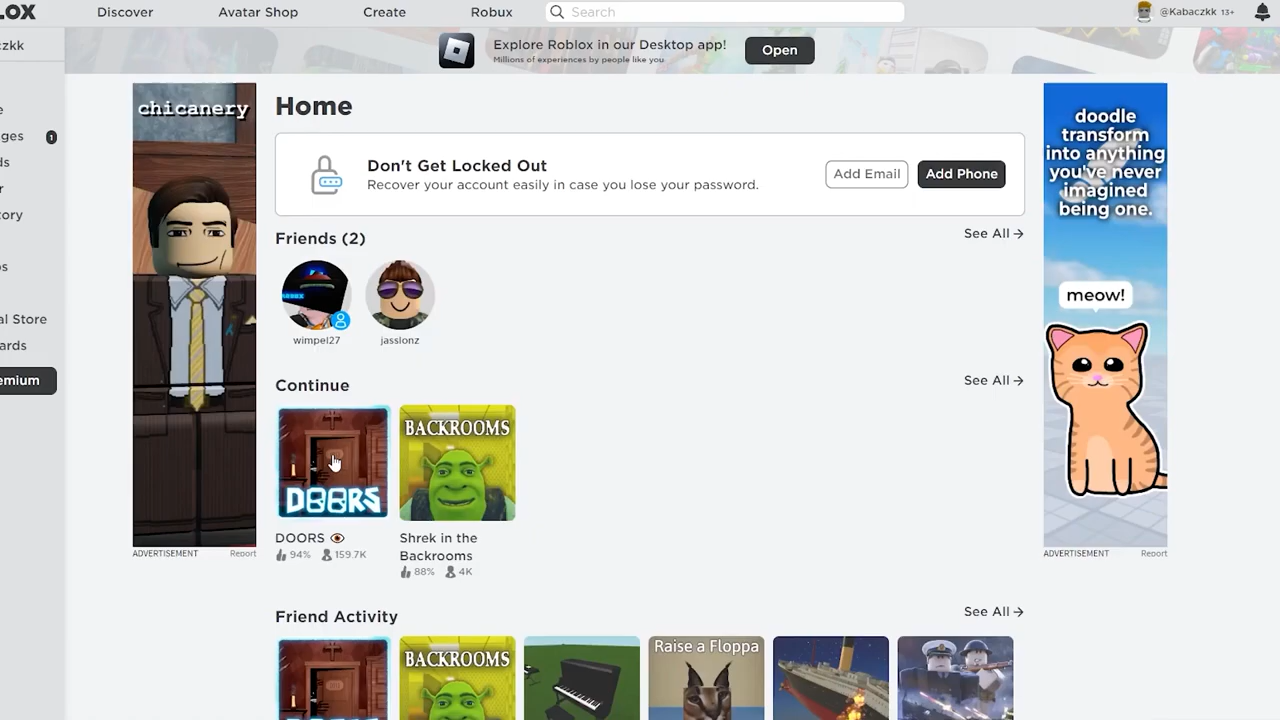 LOX
Discover
Avatar Shop
Create
Robux
Search
@Kabaczkk 13+
czkk
Explore Roblox in our Desktop app!
Millions of experiences by people like you
Open
e
ges
1
ds
r
tory
s
al Store
ards
emium
chicanery
ADVERTISEMENT
Report
Home
Don't Get Locked Out
Recover your account easily in case you lose your password.
Add Email
Add Phone
Friends (2)
See All →
wimpel27
jasslonz
Continue
See All →
DOORS
BACKROOMS
DOORS
94%
159.7K
Shrek in the
Backrooms
88%
4K
Friend Activity
See All →
BACKROOMS
Raise a Floppa
doodle
transform
into anything
you've never
imagined
being one.
meow!
ADVERTISEMENT
Report